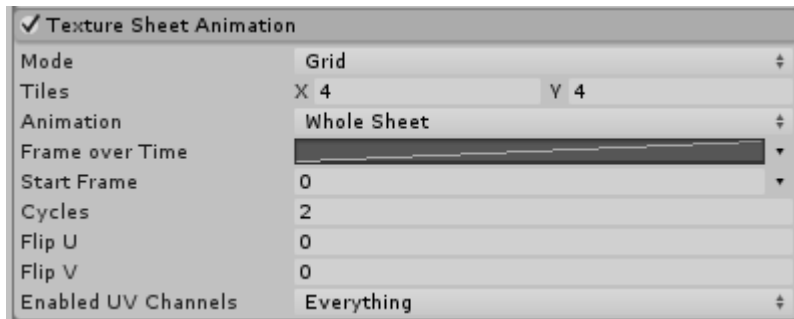 Texture Sheet Animation
Mode Grid
Tiles X 4 Y 4
Animation Whole Sheet
Frame over Time
Start Frame 0
Cycles 2
Flip U 0
Flip V 0
Enabled UV Channels Everything